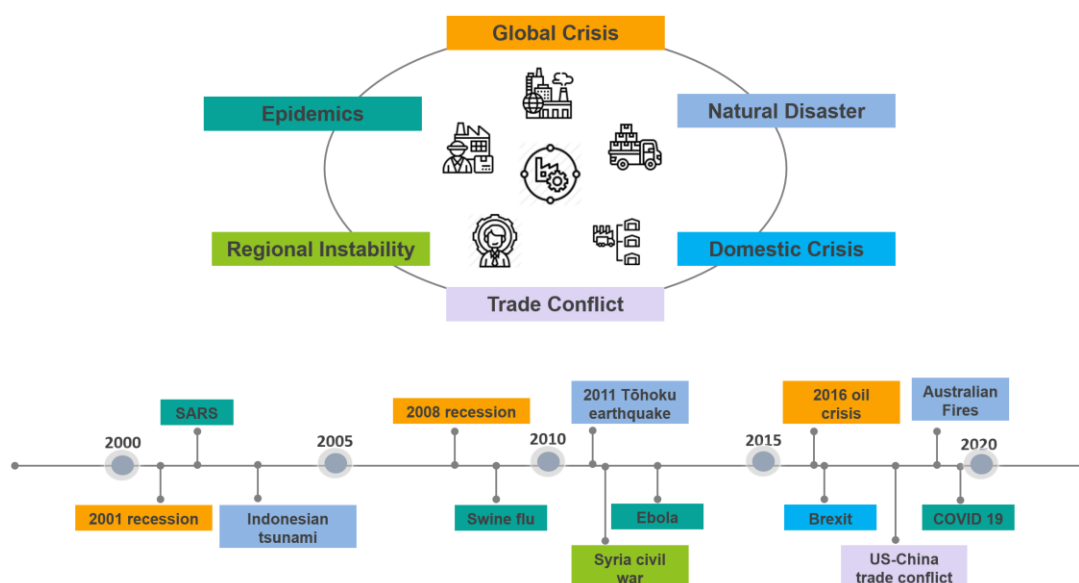 Global Crisis
Epidemics
Natural Disaster
Regional Instability
Domestic Crisis
Trade Conflict
SARS
2008 recession
2011 Tōhoku
earthquake
2016 oil
crisis
Australian
Fires
2000
2005
2010
2015
2020
2001 recession
Indonesian
tsunami
Swine flu
Syria civil
war
Ebola
Brexit
US-China
trade conflict
COVID 19